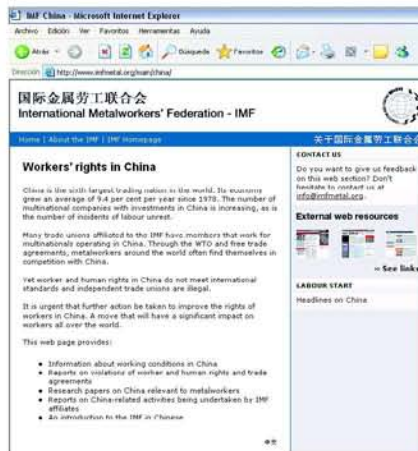 IMF China - Microsoft Internet Explorer
Archivo Edición Ver Favoritos Herramientas Ayuda
Atrás Búsqueda Favoritos
Dirección http://www.imfmetal.org/main/china/
国际金属劳工联合会
International Metalworkers' Federation - IMF
Home | About the IMF | IMF Homepage
关于国际金属劳工联合会
Workers' rights in China
China is the sixth largest trading nation in the world. Its economy
grew an average of 9.4 per cent per year since 1978. The number of
multinational companies with investments in China is increasing, as is
the number of incidents of labour unrest.
Many trade unions affiliated to the IMF have members that work for
multinationals operating in China. Through the WTO and free trade
agreements, metalworkers around the world often find themselves in
competition with China.
Yet worker and human rights in China do not meet international
standards and independent trade unions are illegal.
It is urgent that further action be taken to improve the rights of
workers in China. A move that will have a significant impact on
workers all over the world.
This web page provides:
Information about working conditions in China
Reports on violations of worker and human rights and trade
agreements
Research papers on China relevant to metalworkers
Reports on China-related activities being undertaken by IMF
affiliates
An introduction to the IMF in Chinese
中文
CONTACT US
Do you want to give us feedback
on this web section? Don't
hesitate to contact us at
info@imfmetal.org.
External web resources
» See links
LABOUR START
Headlines on China